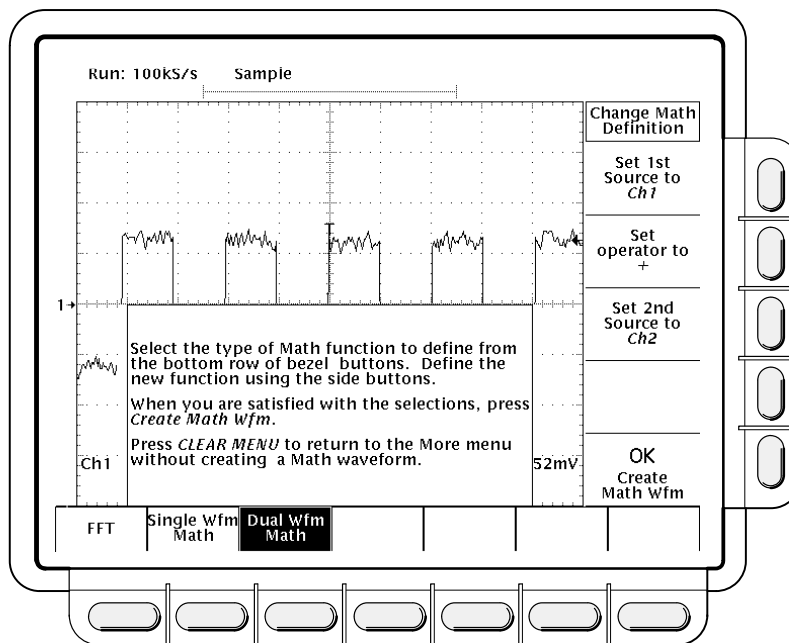 Run: 100kS/s Sample
Change Math
Definition
Set 1st
Source to
Ch1
Set
operator to
+
Set 2nd
Source to
Ch2
T
1
Select the type of Math function to define from
the bottom row of bezel buttons. Define the
new function using the side buttons.
When you are satisfied with the selections, press
Create Math Wfm.
Press CLEAR MENU to return to the More menu
without creating a Math waveform.
Ch1
52mV
OK
Create
Math Wfm
FFT
Single Wfm
Math
Dual Wfm
Math